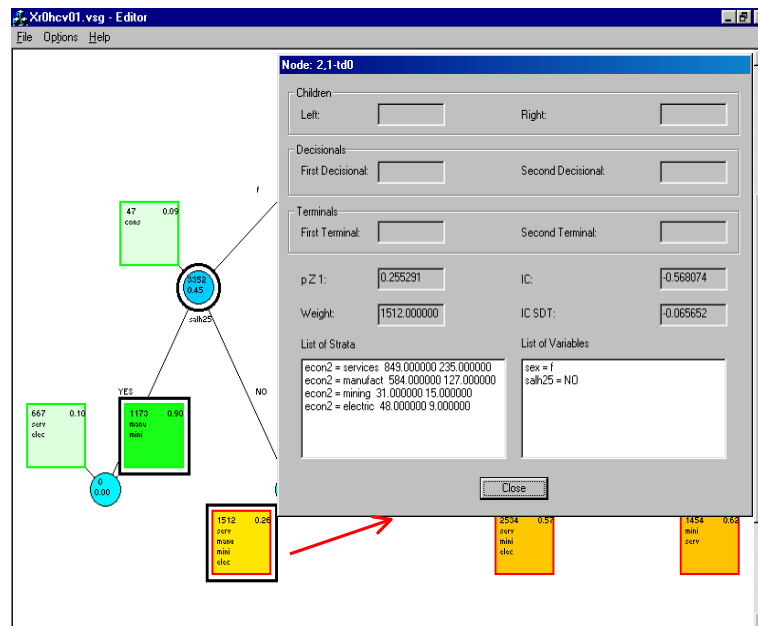 Xr0hcv01.vsg - Editor
File Options Help
Node: 2,1-td0
Children
Left: Right:
Decisionals
First Decisional: Second Decisional:
Terminals
First Terminal: Second Terminal:
p Z 1: 0.255291 IC: -0.568074
Weight: 1512.000000 IC SDT: -0.065652
List of Strata List of Variables
econ2 = services 849.000000 235.000000
econ2 = manufact 584.000000 127.000000
econ2 = mining 31.000000 15.000000
econ2 = electric 48.000000 9.000000
sex = f
salh25 = NO
Close
f
47 0.09
cons
3352
0.45
salh25
YES
NO
667 0.10
serv
elec
1173 0.90
manu
mini
0
0.00
1512 0.26
serv
manu
mini
elec
2534 0.57
serv
mini
elec
1454 0.62
mini
serv